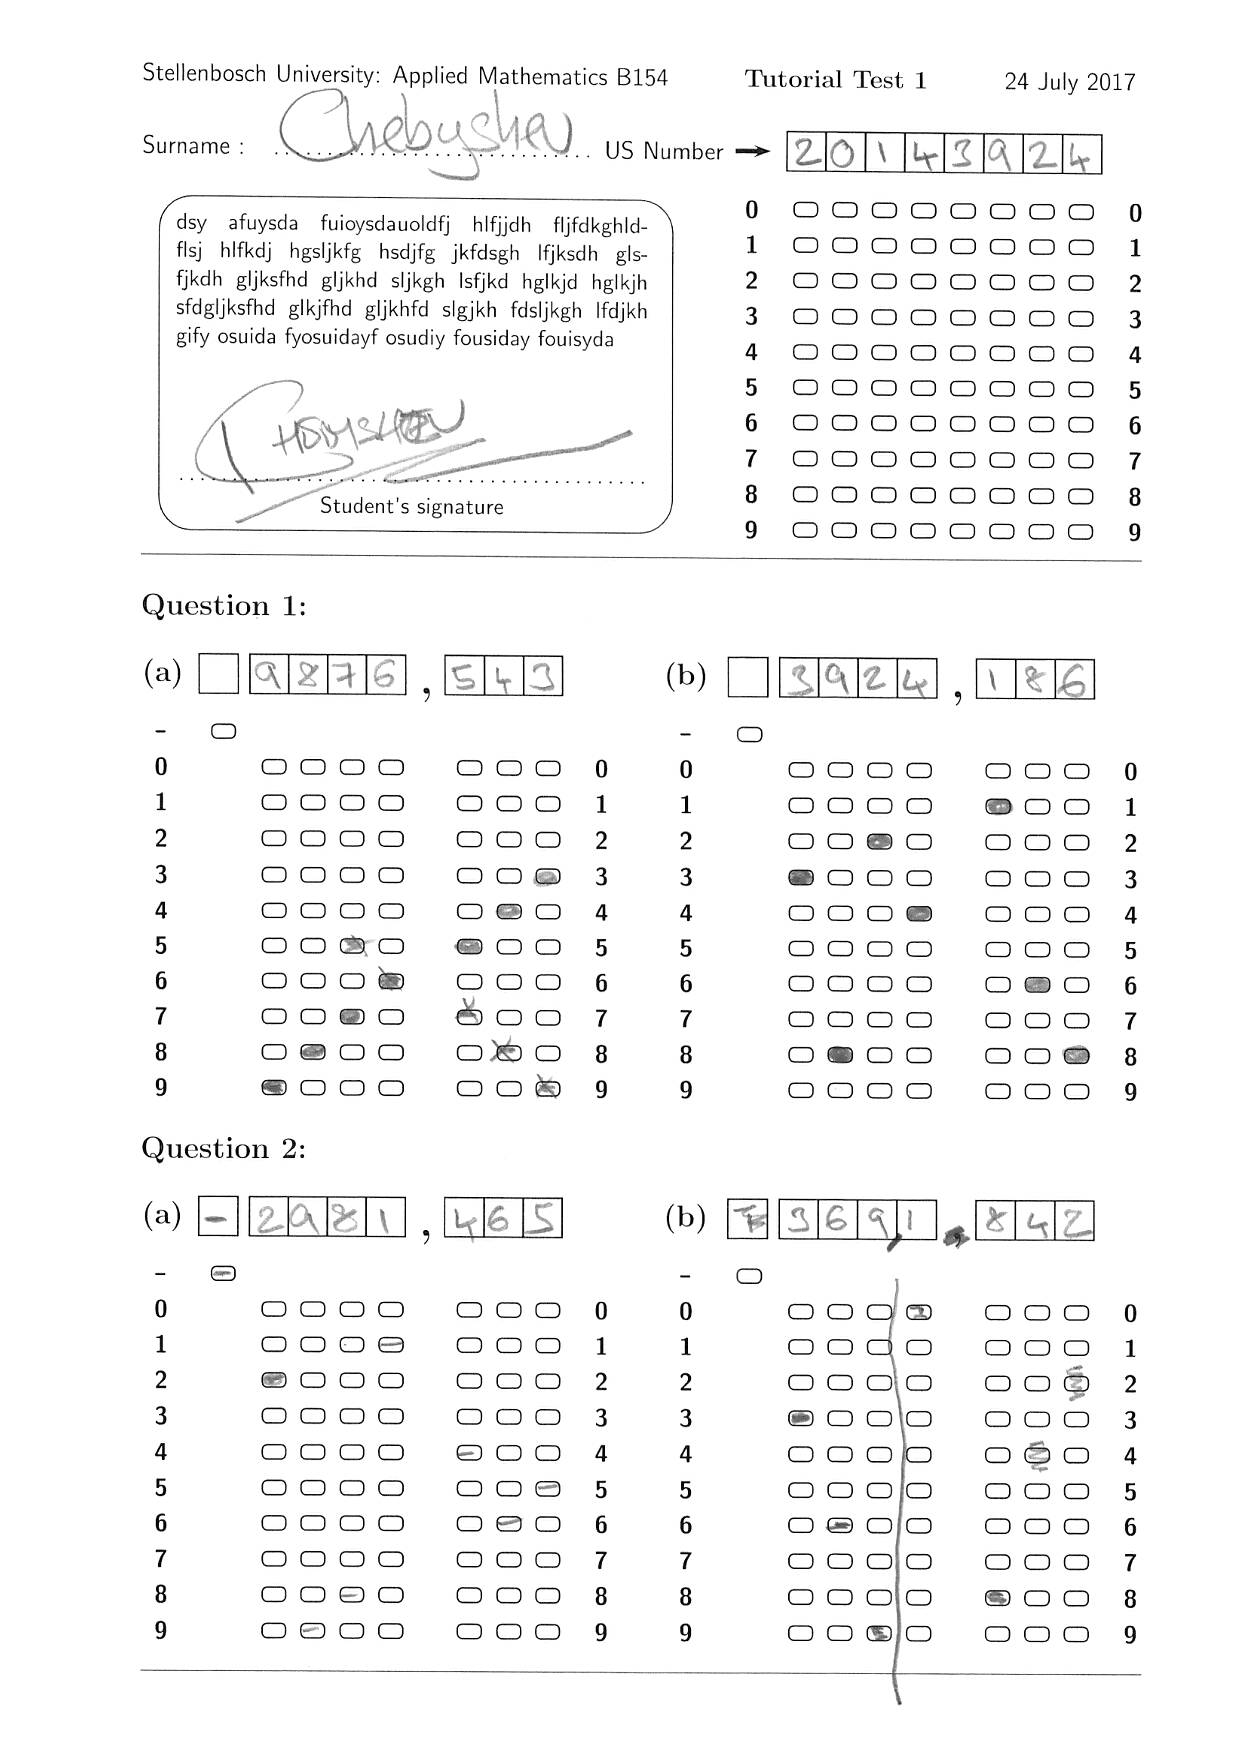 Stellenbosch University: Applied Mathematics B154 Tutorial Test 1 24 July 2017
Surname : Chebyshev US Number → 2 0 1 4 3 9 2 4
dsy afuysda fuioysdauoldfj hlfjjdh fljfdkghld-
flsj hlfkdj hgsljkfg hsdjfg jkfdsgh lfjksdh gls-
fjkdh gljksfhd gljkhd sljkgh lsfjkd hglkjd hglkjh
sfdgljksfhd glkjfhd gljkhfd slgjkh fdsljkgh lfdjkh
gify osuida fyosuidayf osudiy fousiday fouisyda
Student's signature
0 0
1 1
2 2
3 3
4 4
5 5
6 6
7 7
8 8
9 9
Question 1:
(a) 9 8 7 6 , 5 4 3 (b) 3 9 2 4 , 1 8 6
- -
0 0 0 0
1 1 1 1
2 2 2 2
3 3 3 3
4 4 4 4
5 5 5 5
6 6 6 6
7 7 7 7
8 8 8 8
9 9 9 9
Question 2:
(a) - 2 9 8 1 , 4 6 5 (b) 3 6 9 , 1 8 4 2
- -
0 0 0 0
1 1 1 1
2 2 2 2
3 3 3 3
4 4 4 4
5 5 5 5
6 6 6 6
7 7 7 7
8 8 8 8
9 9 9 9